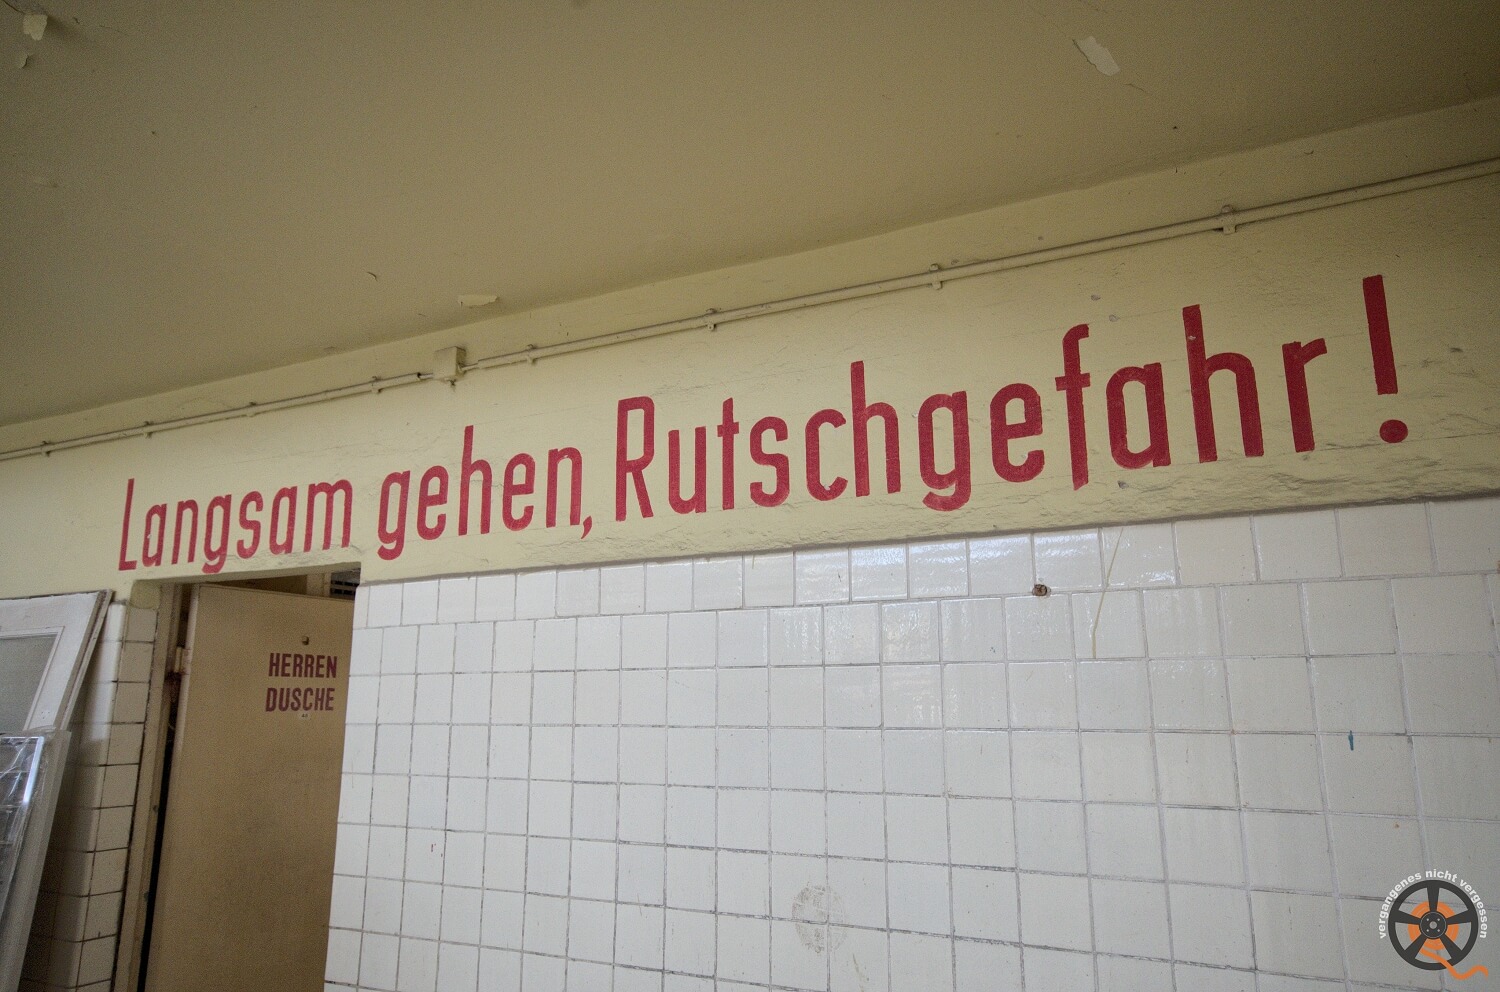 Langsam gehen, Rutschgefahr!
HERREN
DUSCHE
vergangenes nicht vergessen